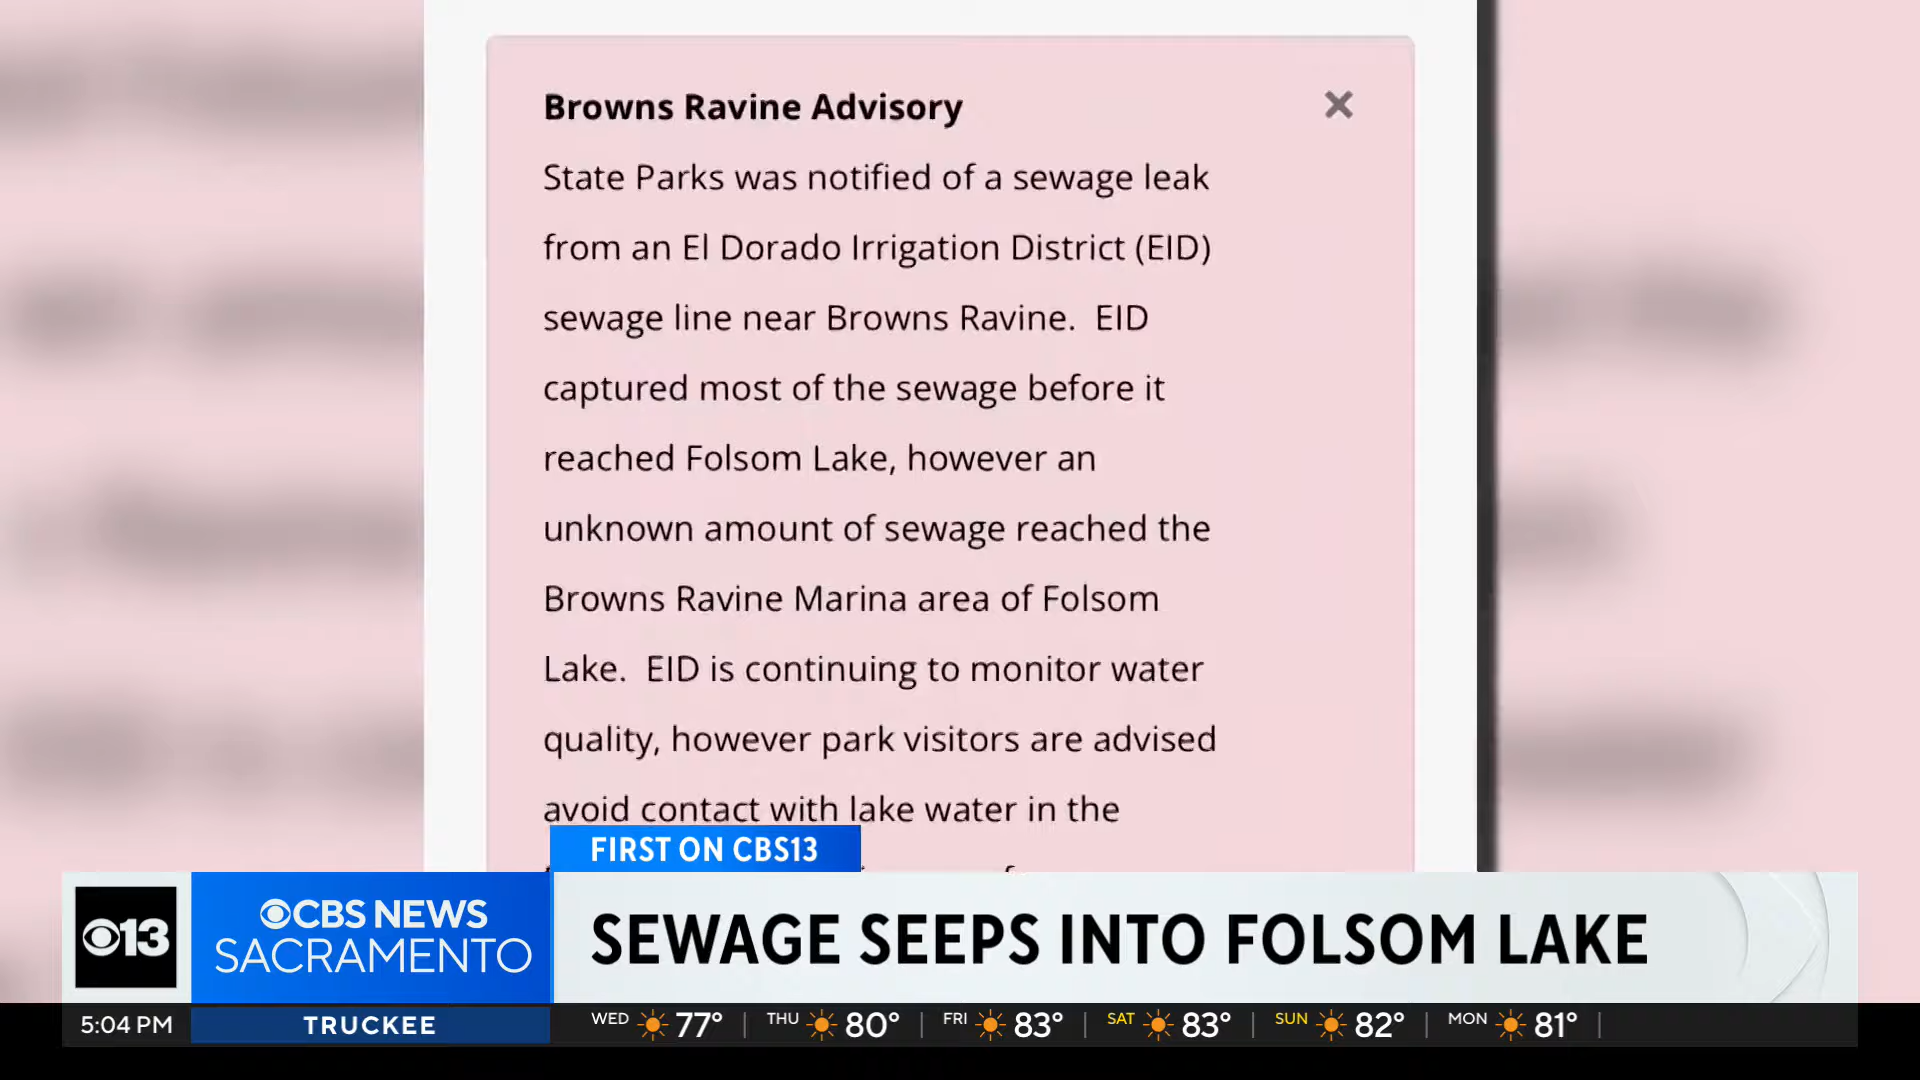 Browns Ravine Advisory
State Parks was notified of a sewage leak
from an El Dorado Irrigation District (EID)
sewage line near Browns Ravine.  EID
captured most of the sewage before it
reached Folsom Lake, however an
unknown amount of sewage reached the
Browns Ravine Marina area of Folsom
Lake.  EID is continuing to monitor water
quality, however park visitors are advised
avoid contact with lake water in the
FIRST ON CBS13
13
CBS NEWS
SACRAMENTO
SEWAGE SEEPS INTO FOLSOM LAKE
5:04 PM TRUCKEE WED 77° THU 80° FRI 83° SAT 83° SUN 82° MON 81°